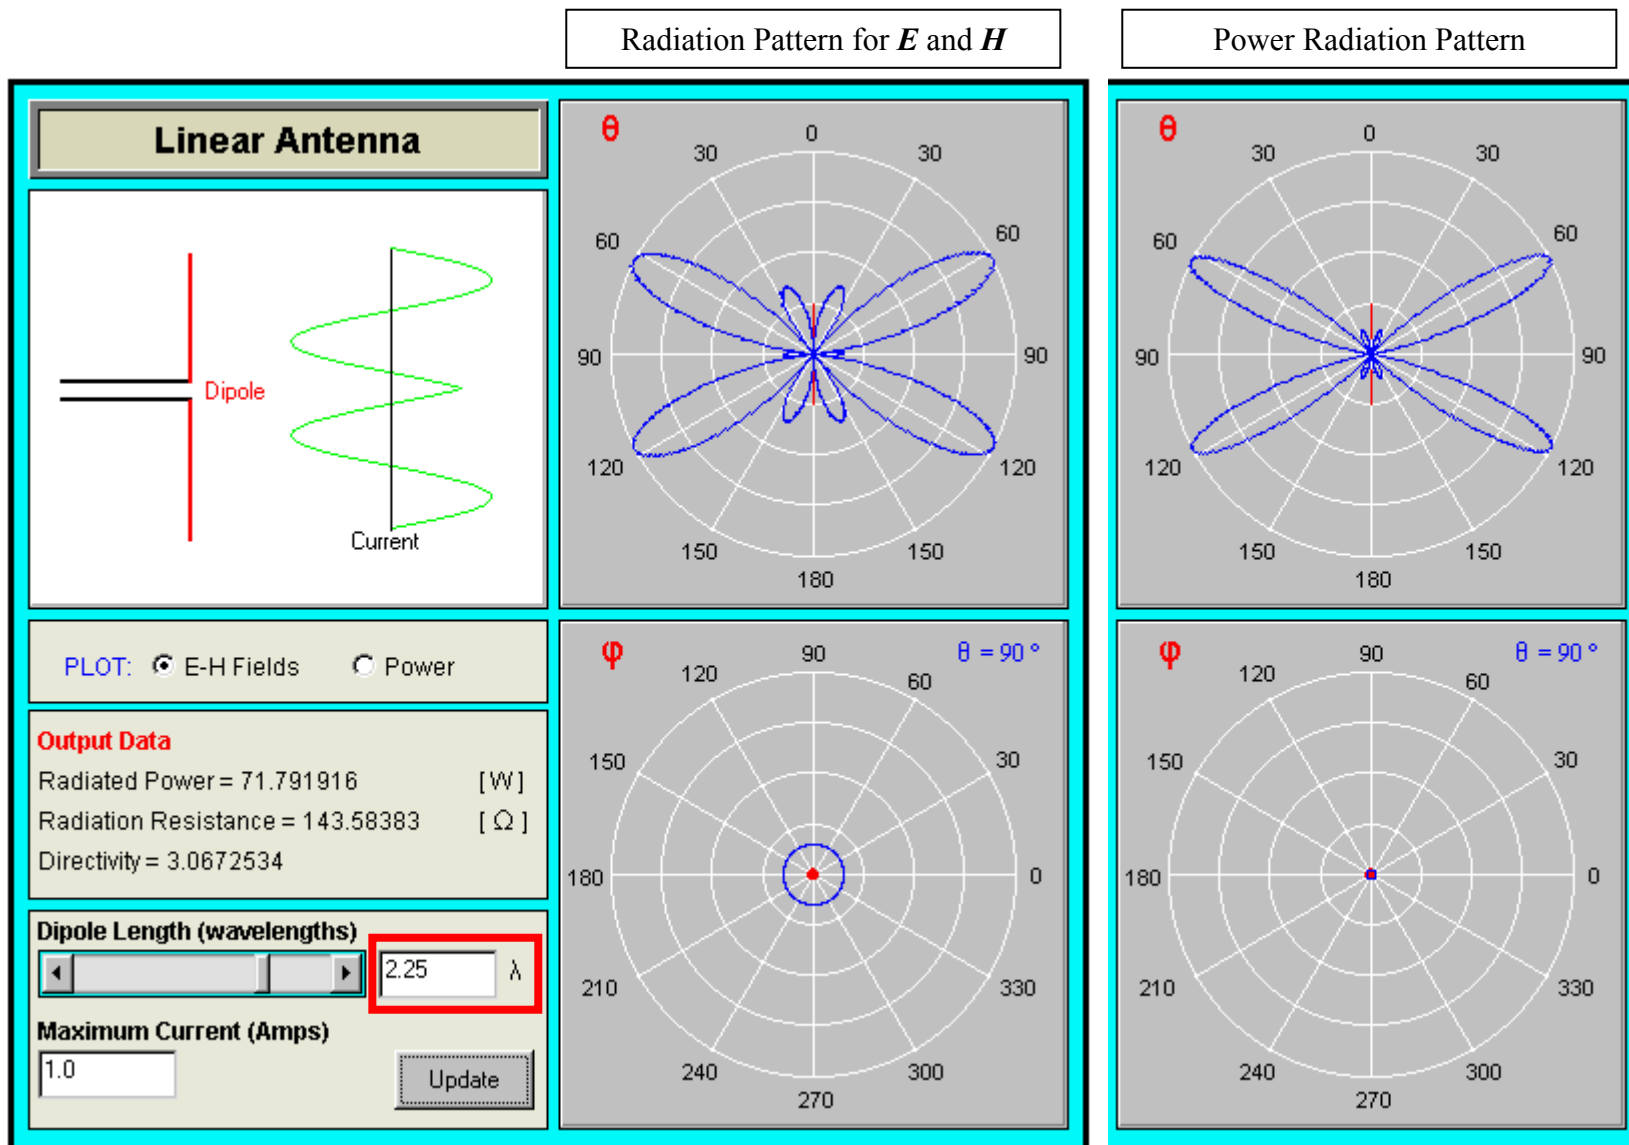 Radiation Pattern for E and H
Power Radiation Pattern
Linear Antenna
Dipole
Current
PLOT: E-H Fields Power
Output Data
Radiated Power = 71.791916 [ W ]
Radiation Resistance = 143.58383 [ Ω ]
Directivity = 3.0672534
Dipole Length (wavelengths)
2.25 λ
Maximum Current (Amps)
1.0
Update
θ
0
30 30
60 60
90 90
120 120
150 150
180
φ
θ = 90 °
90
120 60
150 30
180 0
210 330
240 300
270
θ
0
30 30
60 60
90 90
120 120
150 150
180
φ
θ = 90 °
90
120 60
150 30
180 0
210 330
240 300
270